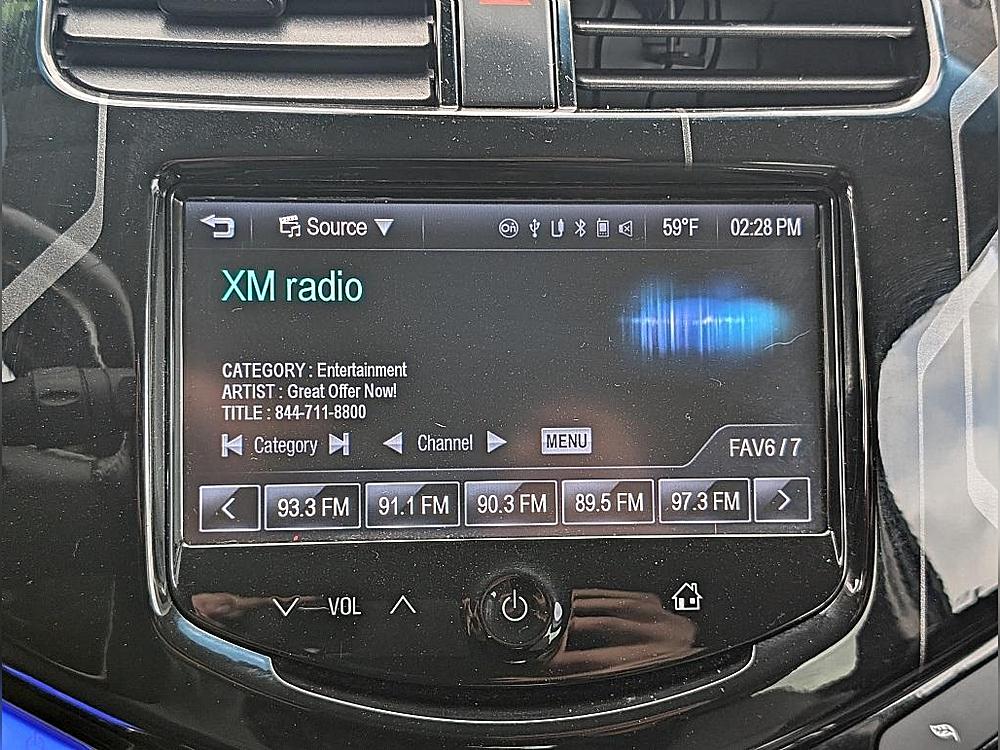 Source 59°F 02:28 PM
XM radio
CATEGORY : Entertainment
ARTIST : Great Offer Now!
TITLE : 844-711-8800
Category Channel MENU FAV6 / 7
93.3 FM 91.1 FM 90.3 FM 89.5 FM 97.3 FM
VOL